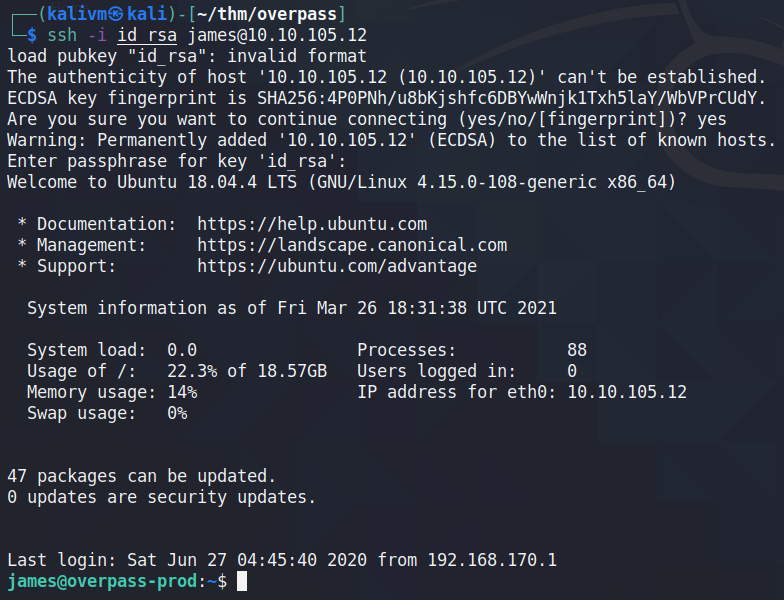 ┌──(kalivm㉿kali)-[~/thm/overpass]
└─$ ssh -i id_rsa james@10.10.105.12
load pubkey "id_rsa": invalid format
The authenticity of host '10.10.105.12 (10.10.105.12)' can't be established.
ECDSA key fingerprint is SHA256:4P0PNh/u8bKjshfc6DBYwWnjk1Txh5laY/WbVPrCUdY.
Are you sure you want to continue connecting (yes/no/[fingerprint])? yes
Warning: Permanently added '10.10.105.12' (ECDSA) to the list of known hosts.
Enter passphrase for key 'id_rsa':
Welcome to Ubuntu 18.04.4 LTS (GNU/Linux 4.15.0-108-generic x86_64)
* Documentation:  https://help.ubuntu.com
* Management:     https://landscape.canonical.com
* Support:        https://ubuntu.com/advantage
System information as of Fri Mar 26 18:31:38 UTC 2021
System load:  0.0                Processes:           88
Usage of /:   22.3% of 18.57GB   Users logged in:     0
Memory usage: 14%                IP address for eth0: 10.10.105.12
Swap usage:   0%
47 packages can be updated.
0 updates are security updates.
Last login: Sat Jun 27 04:45:40 2020 from 192.168.170.1
james@overpass-prod:~$